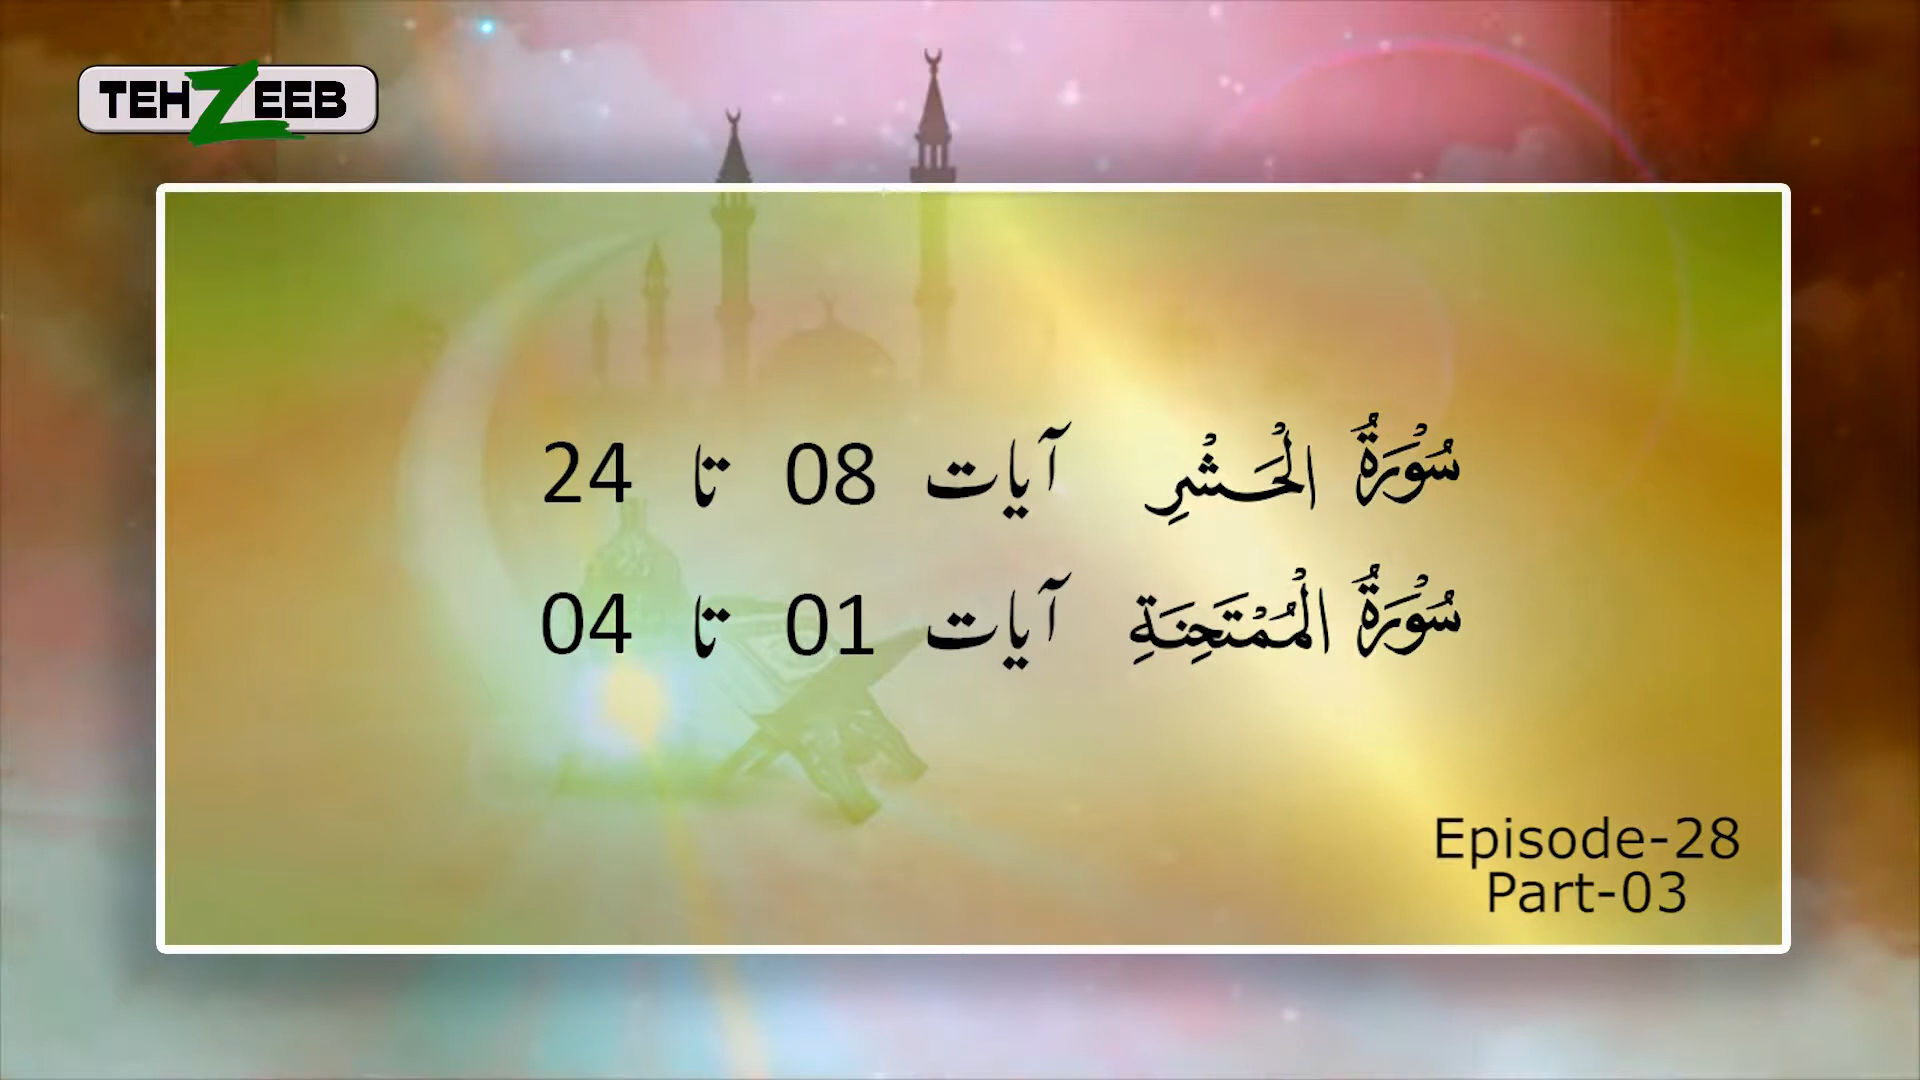 TEHZEEB
سُوْرَةُ الْحَشْرِ آیات 08 تا 24
سُوْرَةُ الْمُمْتَحِنَةِ آیات 01 تا 04
Episode-28
Part-03